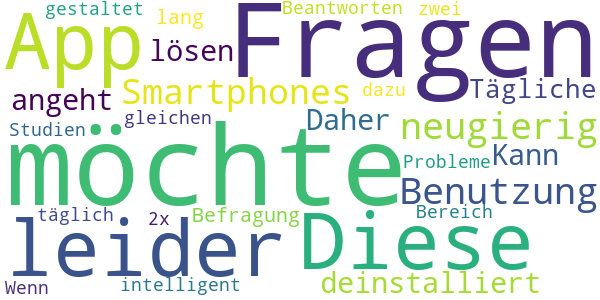 gestaltet
lang
Beantworten
zwei
App
Fragen
lösen
angeht
Smartphones
dazu
Tägliche
Studien
gleichen
Daher
neugierig
möchte
Probleme
Kann
Benutzung
täglich
2x
Befragung
Bereich
leider
Diese
Wenn
intelligent
deinstalliert